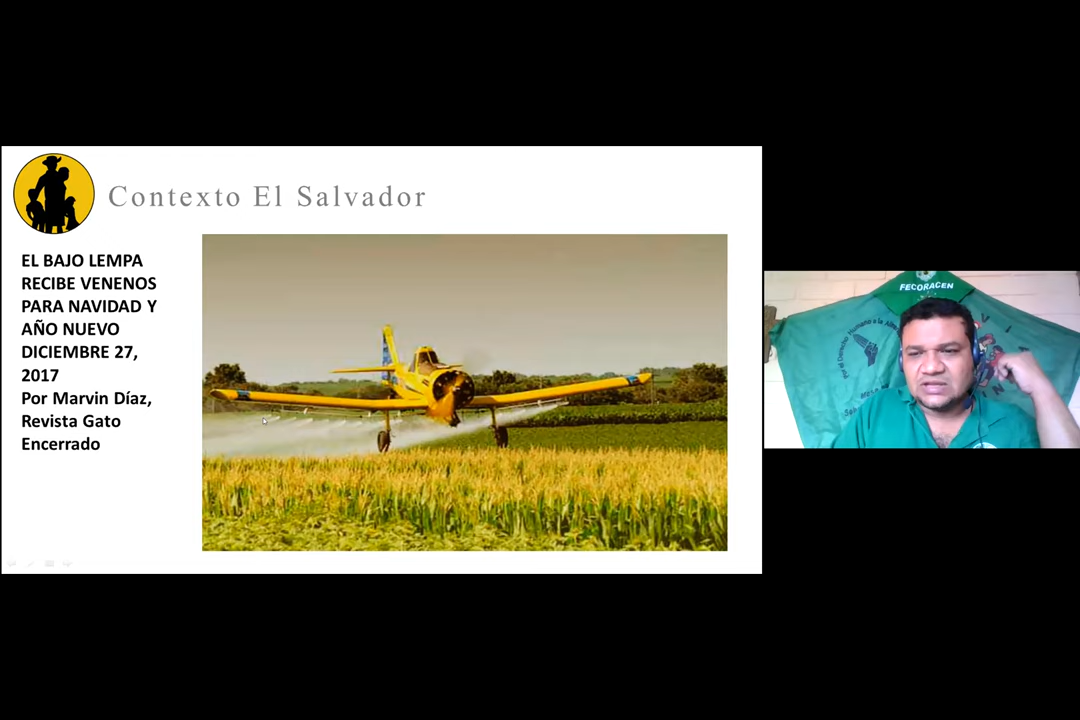 Contexto El Salvador
EL BAJO LEMPA
RECIBE VENENOS
PARA NAVIDAD Y
AÑO NUEVO
DICIEMBRE 27,
2017
Por Marvin Díaz,
Revista Gato
Encerrado
FECORACEN